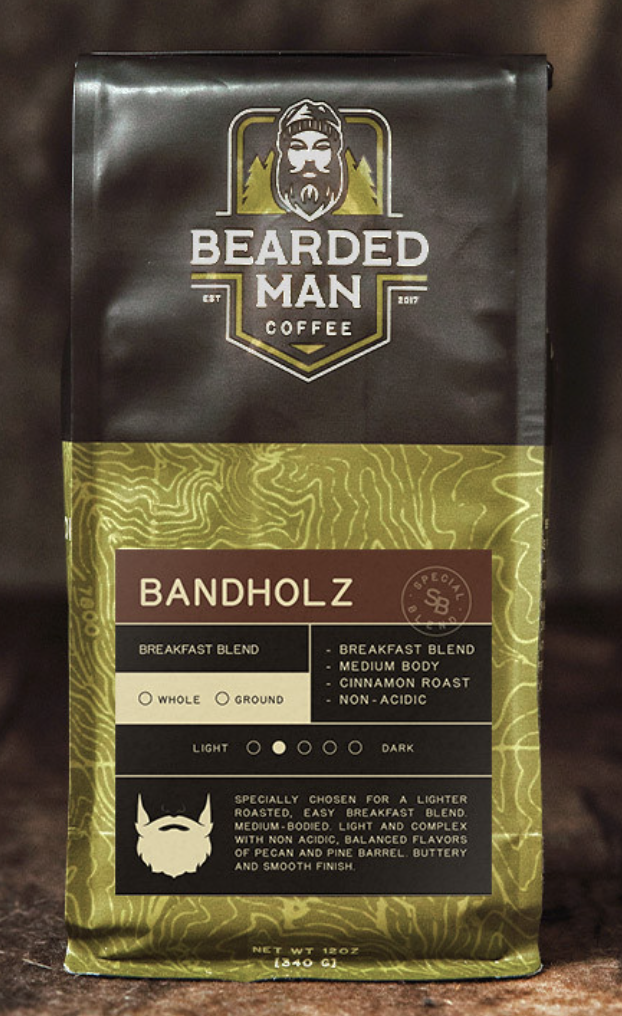 BEARDED
MAN
EST
2017
COFFEE
BANDHOLZ
SPECIAL
SB
BLEND
BREAKFAST BLEND
WHOLE GROUND
- BREAKFAST BLEND
- MEDIUM BODY
- CINNAMON ROAST
- NON-ACIDIC
LIGHT DARK
SPECIALLY CHOSEN FOR A LIGHTER
ROASTED, EASY BREAKFAST BLEND.
MEDIUM-BODIED. LIGHT AND COMPLEX
WITH NON ACIDIC, BALANCED FLAVORS
OF PECAN AND PINE BARREL. BUTTERY
AND SMOOTH FINISH.
7800
NET WT 12OZ
[340 G]